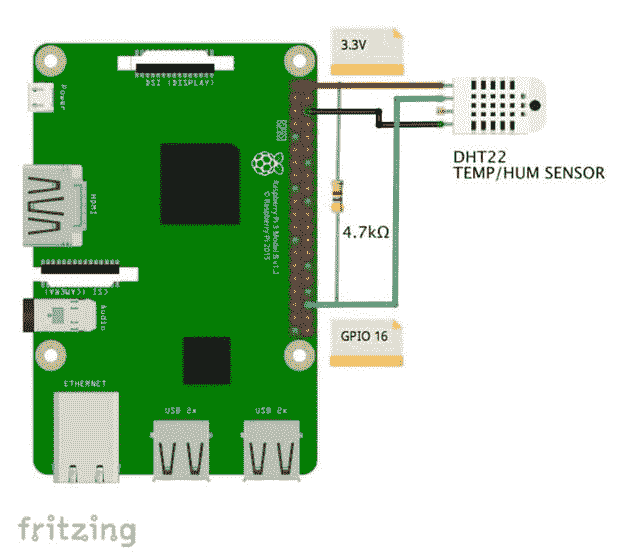 3.3V
DSI (DISPLAY)
Power
GPIO
DHT22
TEMP/HUM SENSOR
HDMI
Raspberry Pi 3 Model B v1.2
© Raspberry Pi 2015
4.7kΩ
CSI (CAMERA)
Audio
GPIO 16
ETHERNET
USB 2x
USB 2x
fritzing